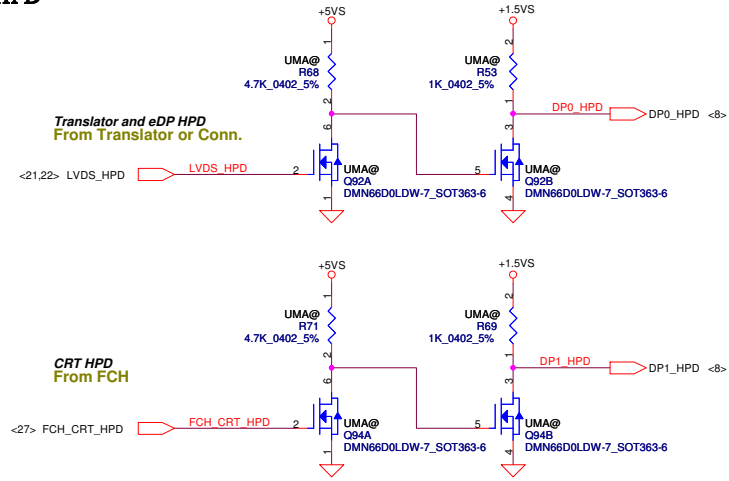 +5VS
+1.5VS
1
2
UMA@
R68
4.7K_0402_5%
UMA@
R53
1K_0402_5%
2
1
DP0_HPD
DP0_HPD <8>
Translator and eDP HPD
From Translator or Conn.
6
3
<21,22> LVDS_HPD
LVDS_HPD
2
UMA@
Q92A
DMN66D0LDW-7_SOT363-6
5
UMA@
Q92B
DMN66D0LDW-7_SOT363-6
1
4
+5VS
+1.5VS
1
2
UMA@
R71
4.7K_0402_5%
UMA@
R69
1K_0402_5%
2
1
DP1_HPD
DP1_HPD <8>
CRT HPD
From FCH
6
3
<27> FCH_CRT_HPD
FCH_CRT_HPD
2
UMA@
Q94A
DMN66D0LDW-7_SOT363-6
5
UMA@
Q94B
DMN66D0LDW-7_SOT363-6
1
4